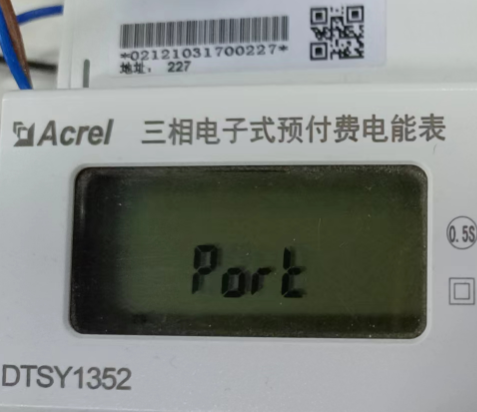 *02121031700227*
地址： 227
Acrel 三相电子式预付费电能表
0.5S
Port
DTSY1352